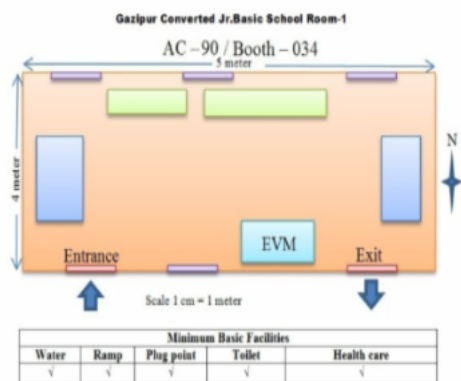 Gazipur Converted Jr.Basic School Room-1
AC –90 / Booth – 034
5 meter
4 meter
N
EVM
Entrance
Exit
Scale 1 cm = 1 meter
Minimum Basic Facilities
Water Ramp Plug point Toilet Health care
√ √ √ √ √